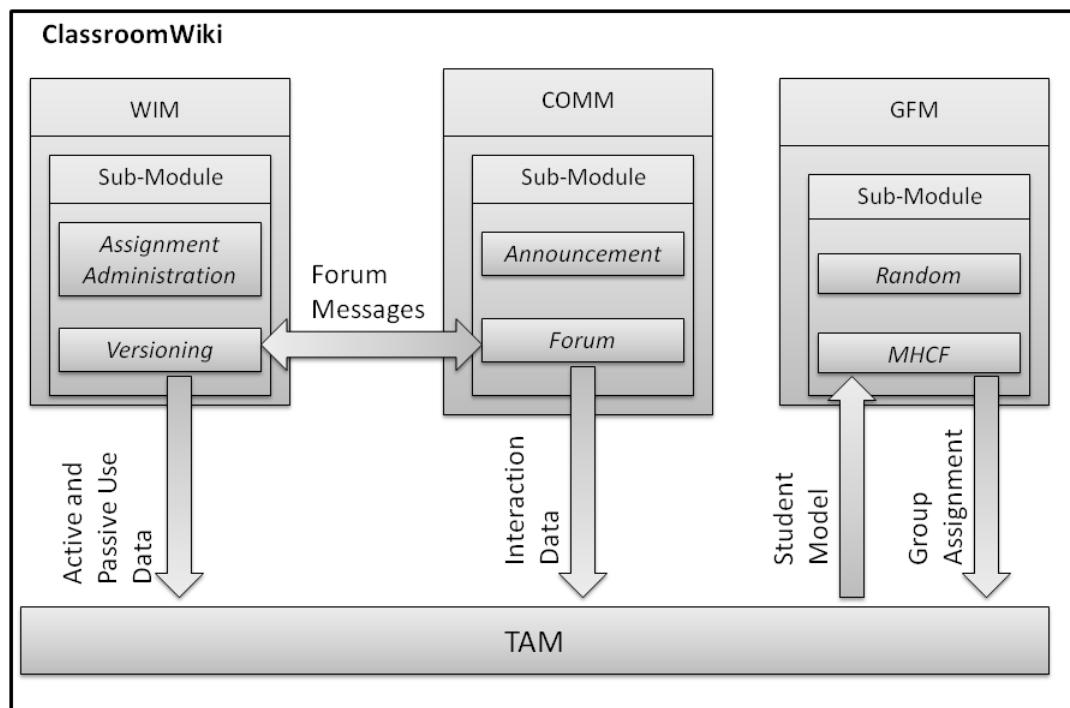 ClassroomWiki
WIM
Sub-Module
Assignment
Administration
Versioning
Forum
Messages
COMM
Sub-Module
Announcement
Forum
GFM
Sub-Module
Random
MHCF
Active and
Passive Use
Data
Interaction
Data
Student
Model
Group
Assignment
TAM